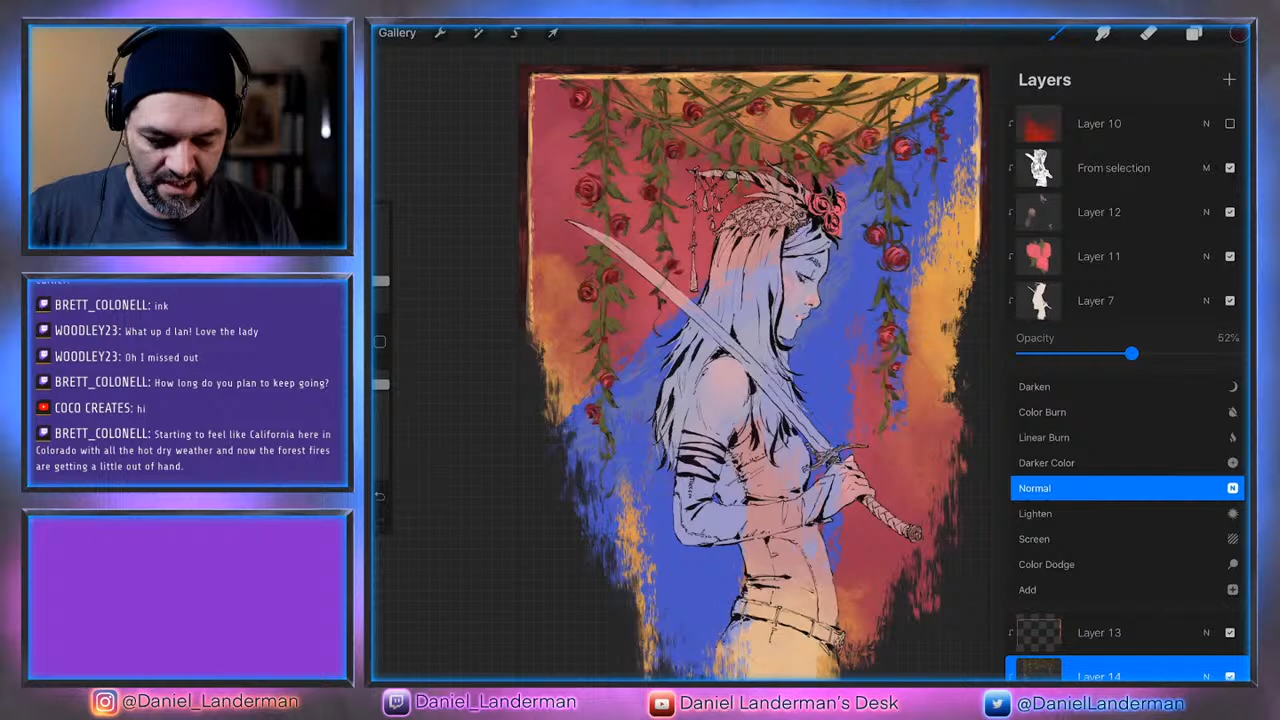 Gallery
BRETT_COLONELL: ink
WOODLEY23: What up d lan! Love the lady
WOODLEY23: Oh I missed out
BRETT_COLONELL: How long do you plan to keep going?
COCO CREATES: hi
BRETT_COLONELL: Starting to feel like California here in
Colorado with all the hot dry weather and now the forest fires
are getting a little out of hand.
Layers
Layer 10 N
From selection M
Layer 12 N
Layer 11 N
Layer 7 N
Opacity 52%
Darken
Color Burn
Linear Burn
Darker Color
Normal N
Lighten
Screen
Color Dodge
Add
Layer 13 N
Layer 14 N
@Daniel_Landerman
Daniel_Landerman
Daniel Landerman's Desk
@DanielLanderman